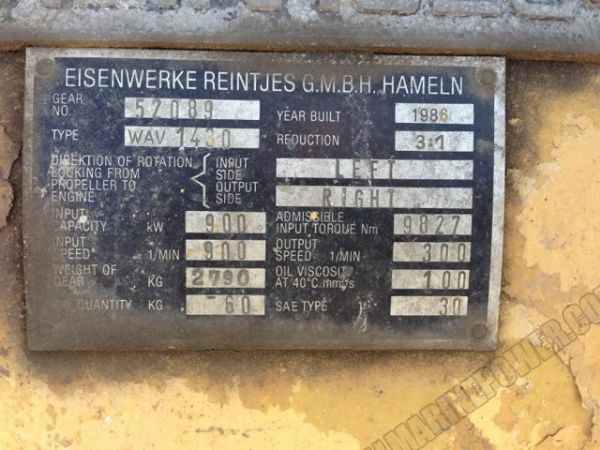 EISENWERKE REINTJES G.M.B.H. HAMELN
GEAR NO. 52089 YEAR BUILT 1986
TYPE WAV 1400 REDUCTION 3:1
DIREKTION OF ROTATION LOOKING FROM PROPELLER TO ENGINE
INPUT SIDE LEFT
OUTPUT SIDE RIGHT
INPUT CAPACITY kW 900 ADMISSIBLE INPUT TORQUE Nm 9827
INPUT SPEED 1/MIN 900 OUTPUT SPEED 1/MIN 300
WEIGHT OF GEAR KG 2790 OIL VISCOSIT AT 40°C mm²/s 100
OIL QUANTITY KG 60 SAE TYPE 30